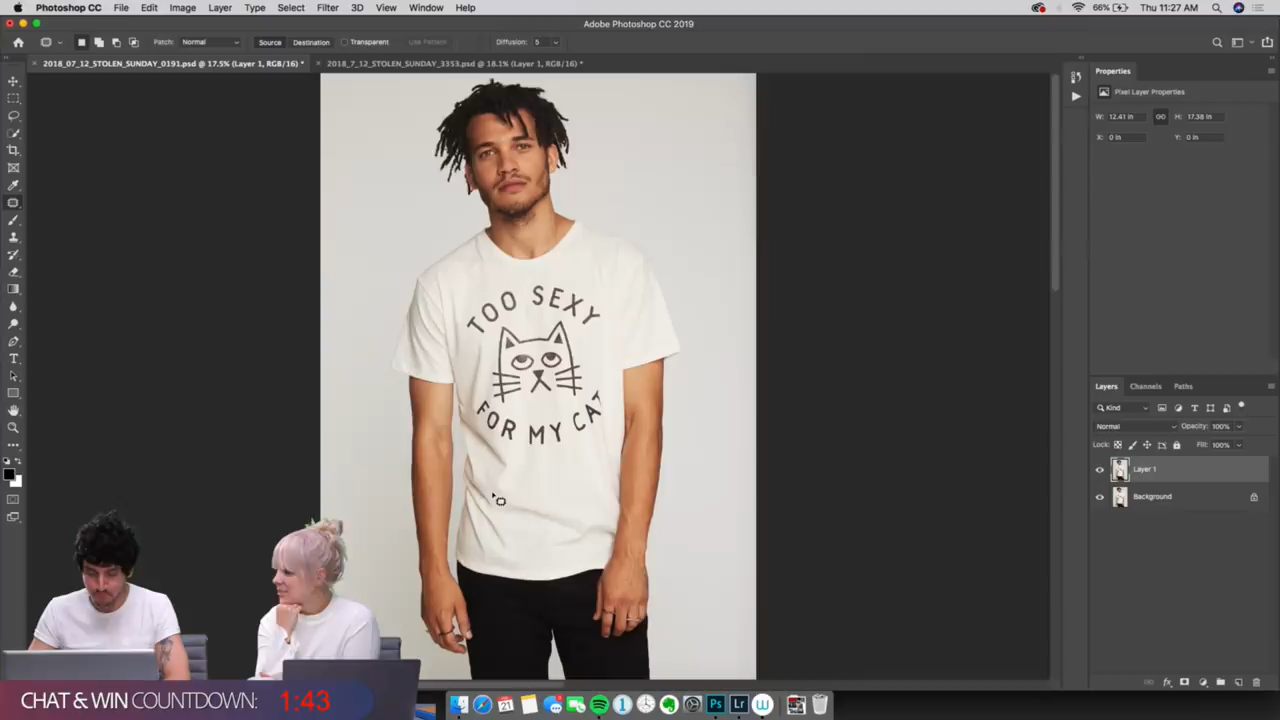 Photoshop CC File Edit Image Layer Type Select Filter 3D View Window Help 66% Thu 11:27 AM
Adobe Photoshop CC 2019
Patch: Normal Source Destination Transparent Use Pattern Diffusion: 5
2018_07_12_STOLEN_SUNDAY_0191.psd @ 17.5% (Layer 1, RGB/16) * 2018_7_12_STOLEN_SUNDAY_3353.psd @ 18.1% (Layer 1, RGB/16) *
Properties
Pixel Layer Properties
W: 12.41 in H: 17.38 in
X: 0 in Y: 0 in
TOO SEXY
FOR MY CAT
Layers Channels Paths
Kind
Normal Opacity: 100%
Lock: Fill: 100%
Layer 1
Background
CHAT & WIN COUNTDOWN: 1:43